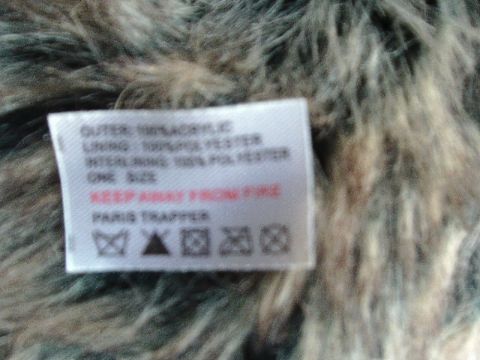 OUTER: 100%ACRYLIC
LINING : 100%POLYESTER
INTERLINING:100% POLYESTER
ONE SIZE
KEEP AWAY FROM FIRE
PARIS TRAPPER